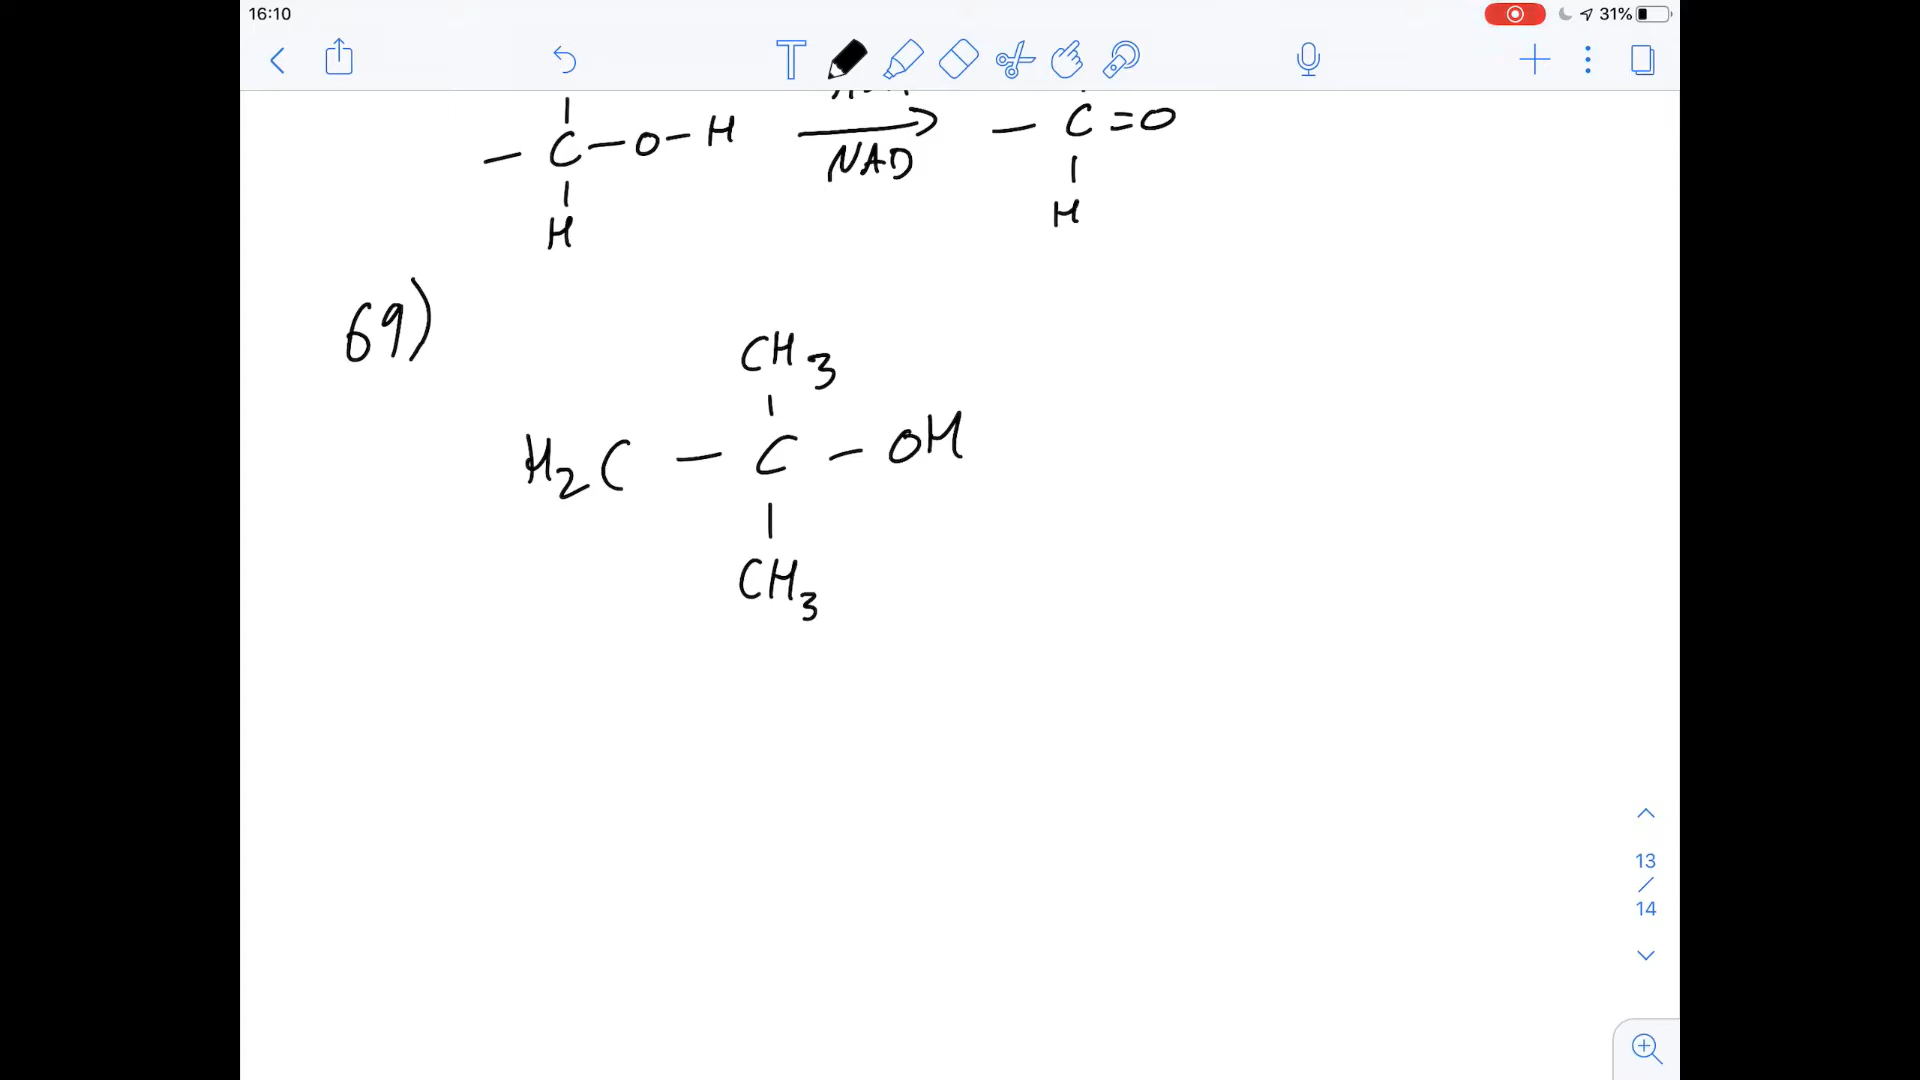 16:10
31%
T
C-O-H
NAD
-C=O
H
H
69)
CH3
H2C - C - OH
CH3
13
/
14